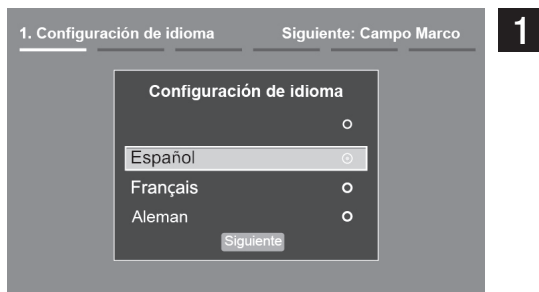 1. Configuración de idioma Siguiente: Campo Marco
1
Configuración de idioma
Español
Français
Aleman
Siguiente